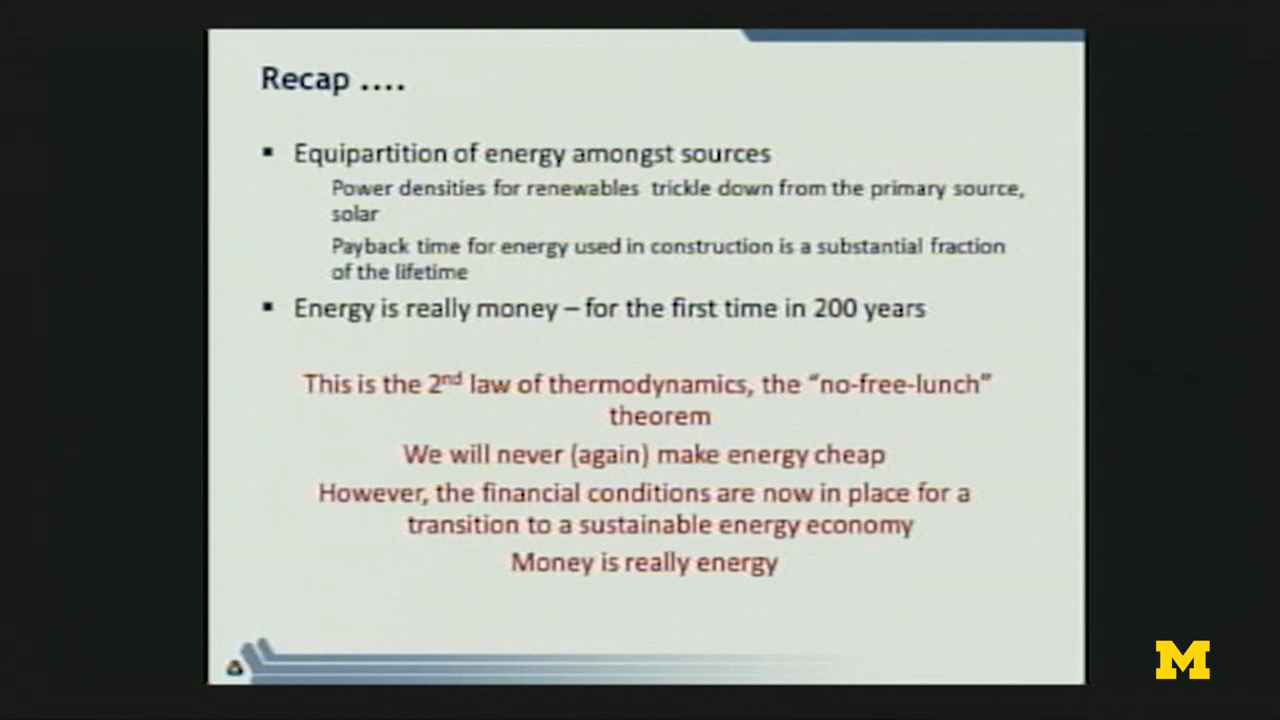 Recap ....
▪ Equipartition of energy amongst sources
Power densities for renewables trickle down from the primary source,
solar
Payback time for energy used in construction is a substantial fraction
of the lifetime
▪ Energy is really money – for the first time in 200 years
This is the 2nd law of thermodynamics, the “no-free-lunch”
theorem
We will never (again) make energy cheap
However, the financial conditions are now in place for a
transition to a sustainable energy economy
Money is really energy
M